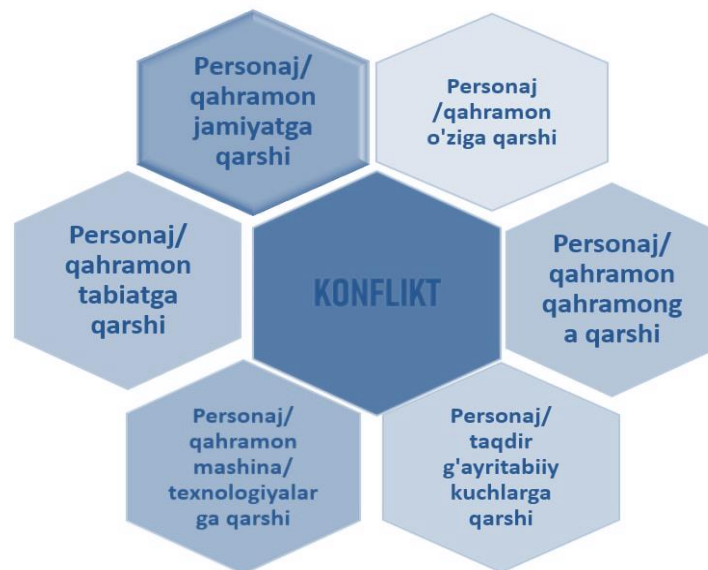 Personaj/
qahramon
jamiyatga
qarshi
Personaj
/qahramon
o'ziga qarshi
Personaj/
qahramon
tabiatga
qarshi
KONFLIKT
Personaj/
qahramon
qahramong
a qarshi
Personaj/
qahramon
mashina/
texnologiyalar
ga qarshi
Personaj/
taqdir
g'ayritabiiy
kuchlarga
qarshi